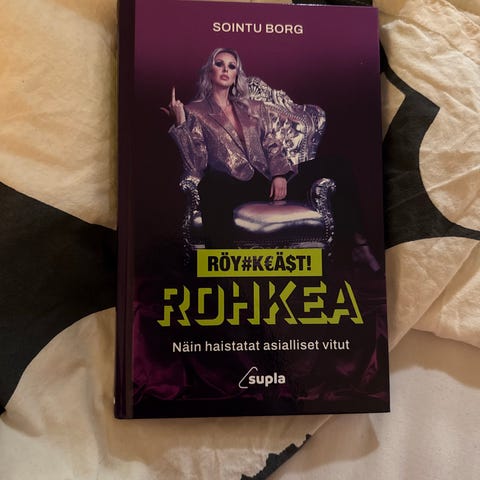 SOINTU BORG
RÖY#K€Ä$T!
ROHKEA
Näin haistatat asialliset vitut
supla